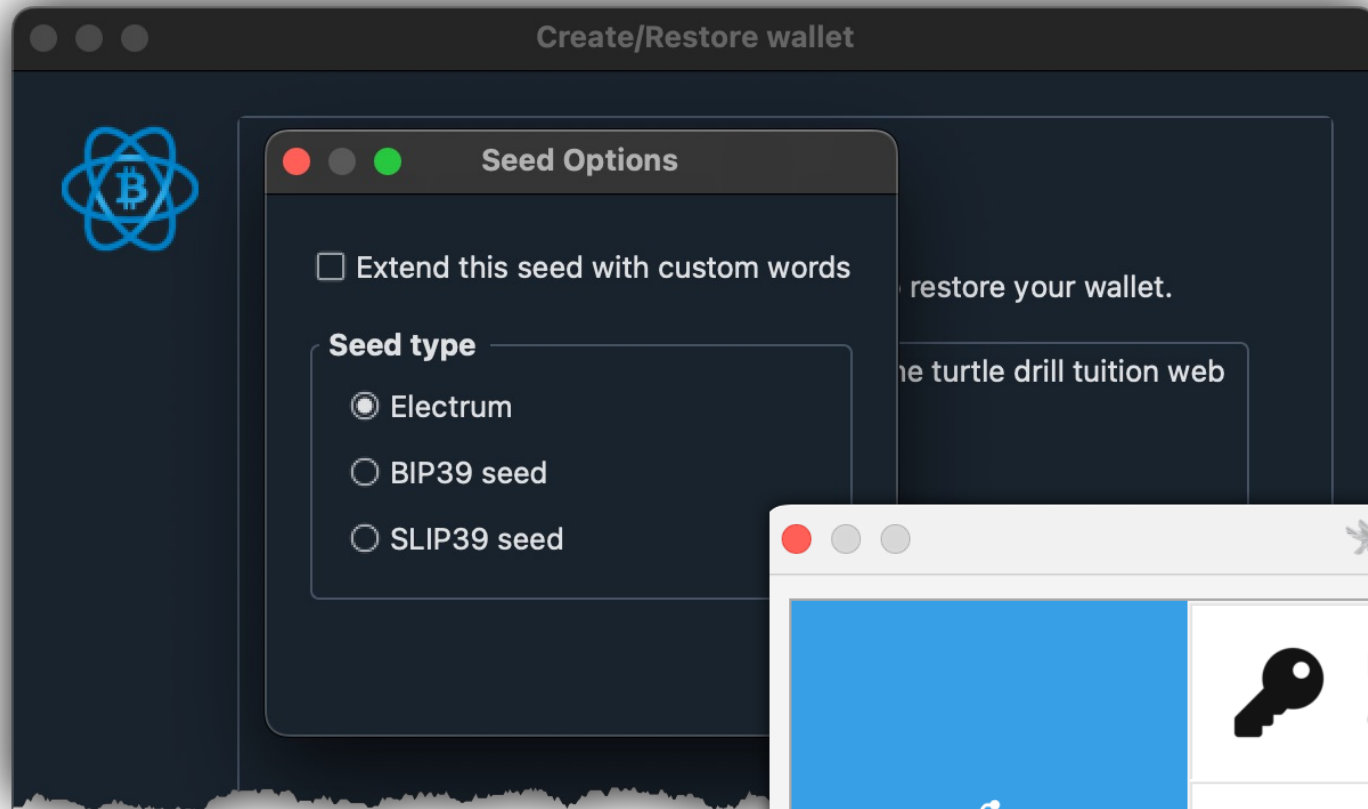 Create/Restore wallet
Seed Options
Extend this seed with custom words
restore your wallet.
Seed type
turtle drill tuition web
Electrum
BIP39 seed
SLIP39 seed